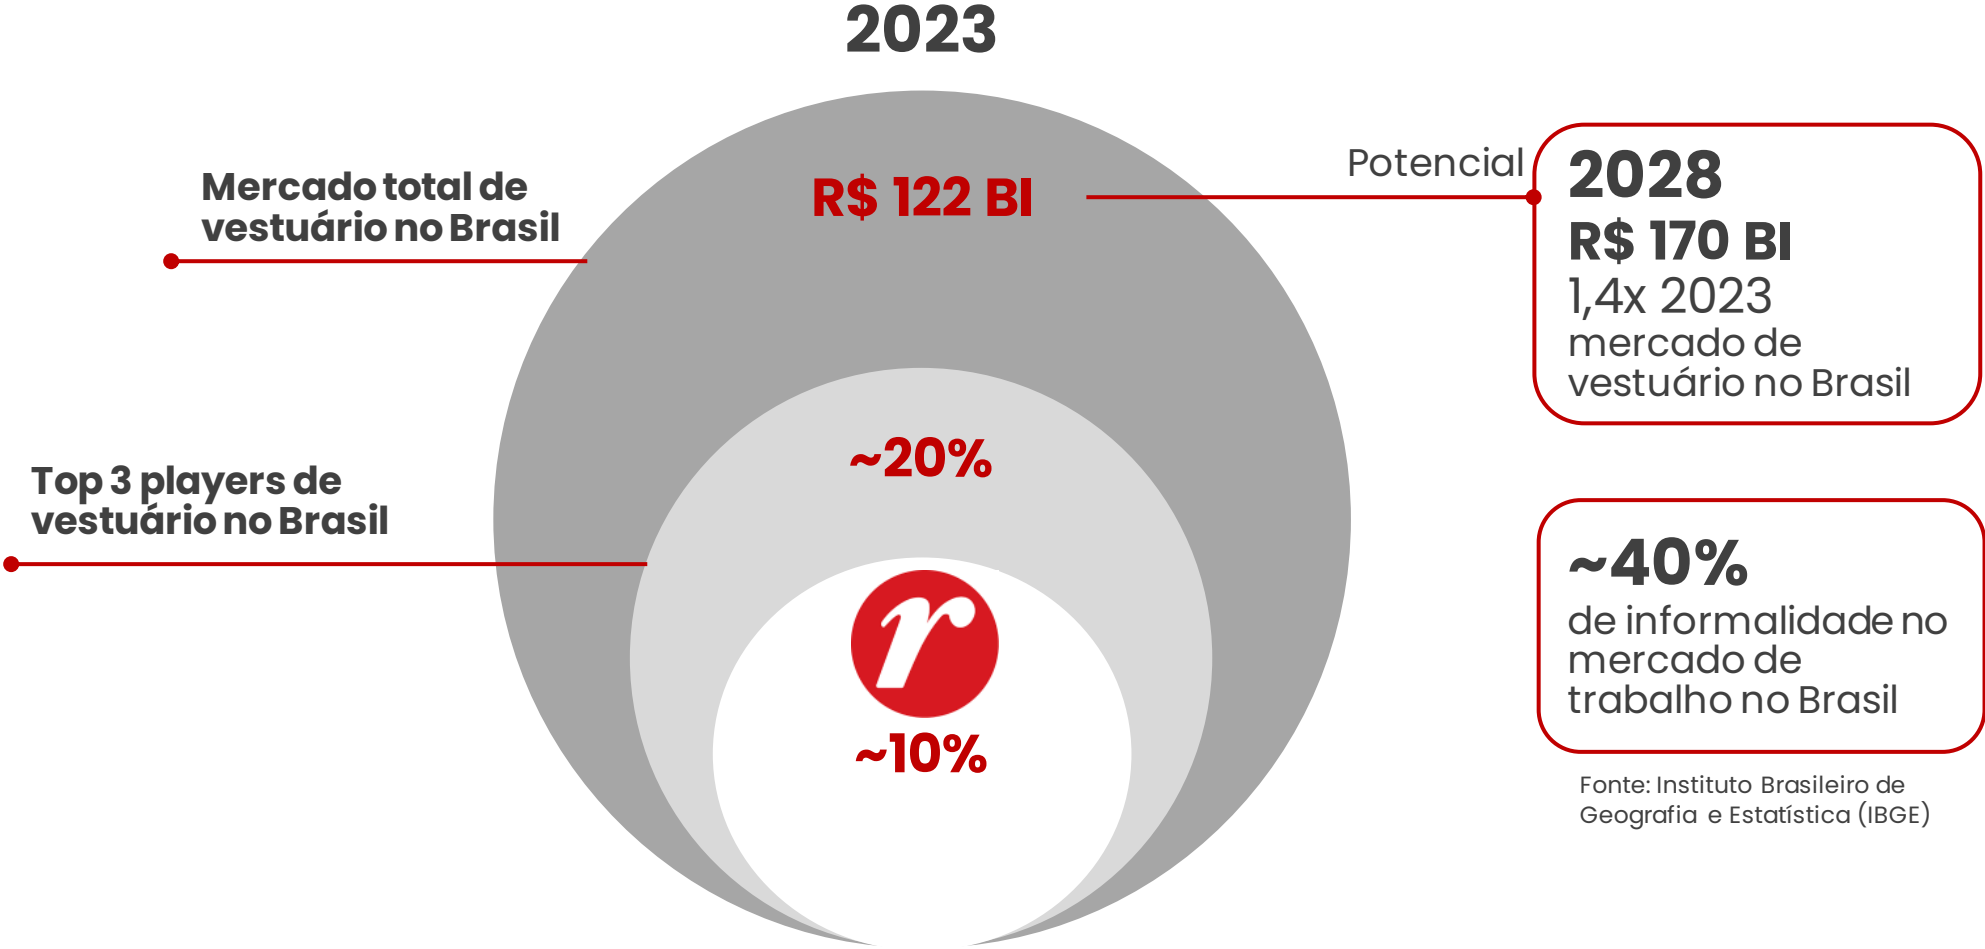 2023
Mercado total de
vestuário no Brasil
R$ 122 BI
Potencial
2028
R$ 170 BI
1,4x 2023
mercado de
vestuário no Brasil
Top 3 players de
vestuário no Brasil
~20%
r
~10%
~40%
de informalidade no
mercado de
trabalho no Brasil
Fonte: Instituto Brasileiro de
Geografia e Estatística (IBGE)